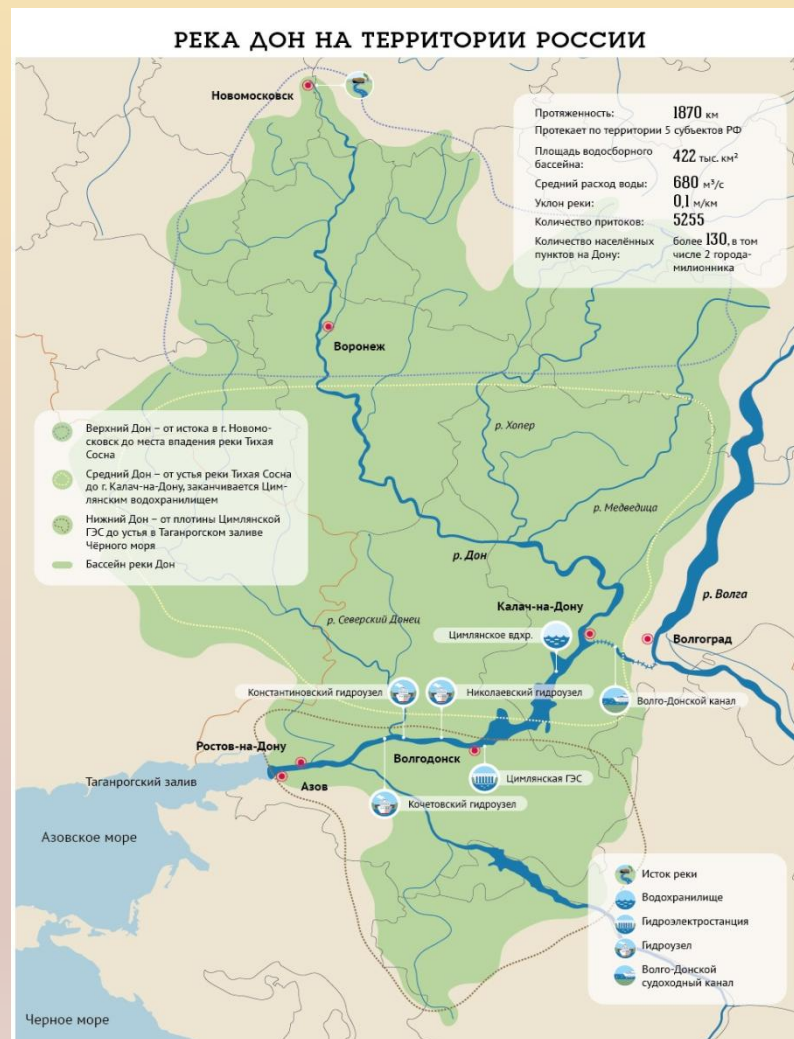 РЕКА ДОН НА ТЕРРИТОРИИ РОССИИ
Новомосковск
Протяженность: 1870 км
Протекает по территории 5 субъектов РФ
Площадь водосборного
бассейна: 422 тыс. км²
Средний расход воды: 680 м³/с
Уклон реки: 0,1 м/км
Количество притоков: 5255
Количество населённых
пунктов на Дону:
более 130, в том
числе 2 города-
милионника
Воронеж
Верхний Дон – от истока в г. Новомо-
сковск до места впадения реки Тихая
Сосна
Средний Дон – от устья реки Тихая Сосна
до г. Калач-на-Дону, заканчивается Цим-
лянским водохранилищем
Нижний Дон – от плотины Цимлянской
ГЭС до устья в Таганрогском заливе
Чёрного моря
Бассейн реки Дон
р. Хопер
р. Медведица
р. Дон
р. Волга
Калач-на-Дону
р. Северский Донец
Цимлянское вдхр.
Волгоград
Константиновский гидроузел
Николаевский гидроузел
Волго-Донской канал
Ростов-на-Дону
Волгодонск
Таганрогский залив
Азов
Цимлянская ГЭС
Кочетовский гидроузел
Азовское море
Исток реки
Водохранилище
Гидроэлектростанция
Гидроузел
Волго-Донской
судоходный канал
Черное море